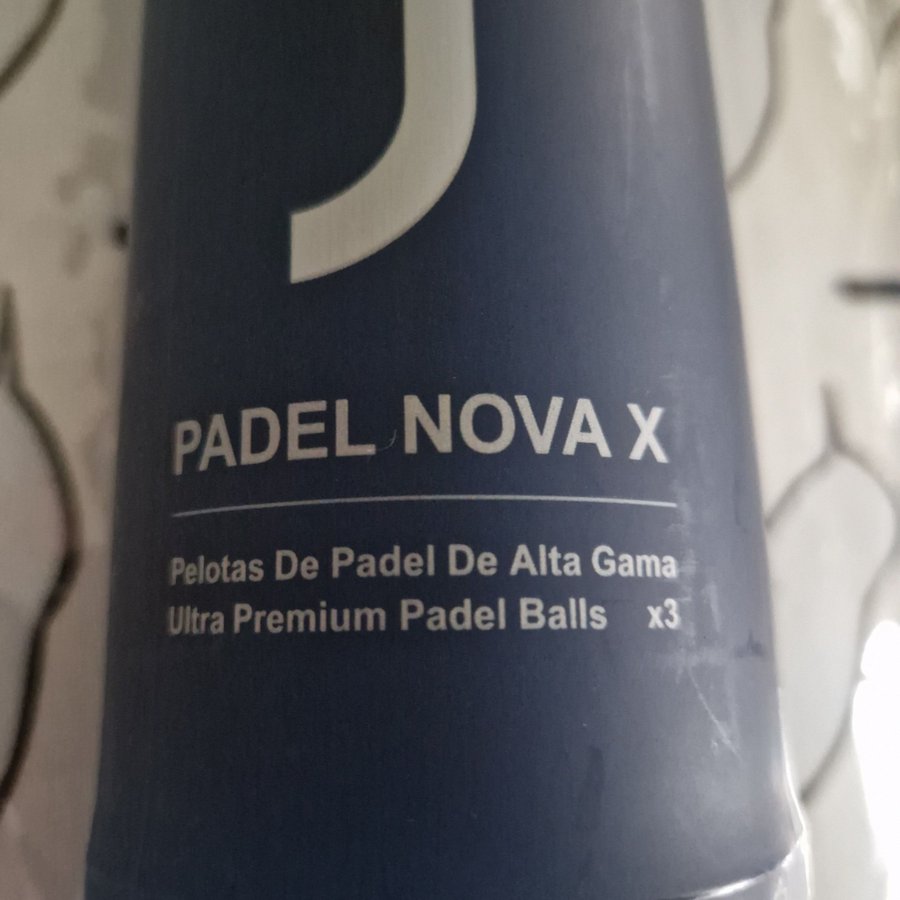 PADEL NOVA X
Pelotas De Padel De Alta Gama
Ultra Premium Padel Balls x3